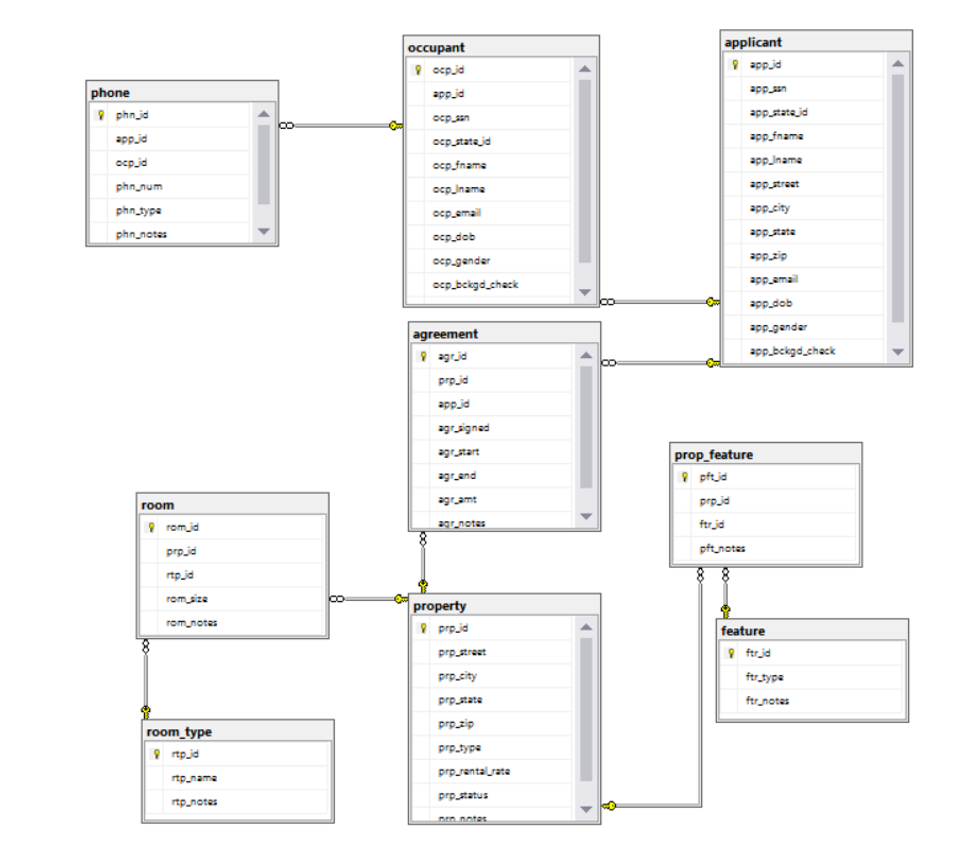 phone
phn_id
app_id
ocp_id
phn_num
phn_type
phn_notes
occupant
ocp_id
app_id
ocp_ssn
ocp_state_id
ocp_fname
ocp_lname
ocp_email
ocp_dob
ocp_gender
ocp_bckgd_check
applicant
app_id
app_ssn
app_state_id
app_fname
app_lname
app_street
app_city
app_state
app_zip
app_email
app_dob
app_gender
app_bckgd_check
agreement
agr_id
prp_id
app_id
agr_signed
agr_start
agr_end
agr_amt
agr_notes
prop_feature
pft_id
prp_id
ftr_id
pft_notes
room
rom_id
prp_id
rtp_id
rom_size
rom_notes
property
prp_id
prp_street
prp_city
prp_state
prp_zip
prp_type
prp_rental_rate
prp_status
prp_notes
feature
ftr_id
ftr_type
ftr_notes
room_type
rtp_id
rtp_name
rtp_notes